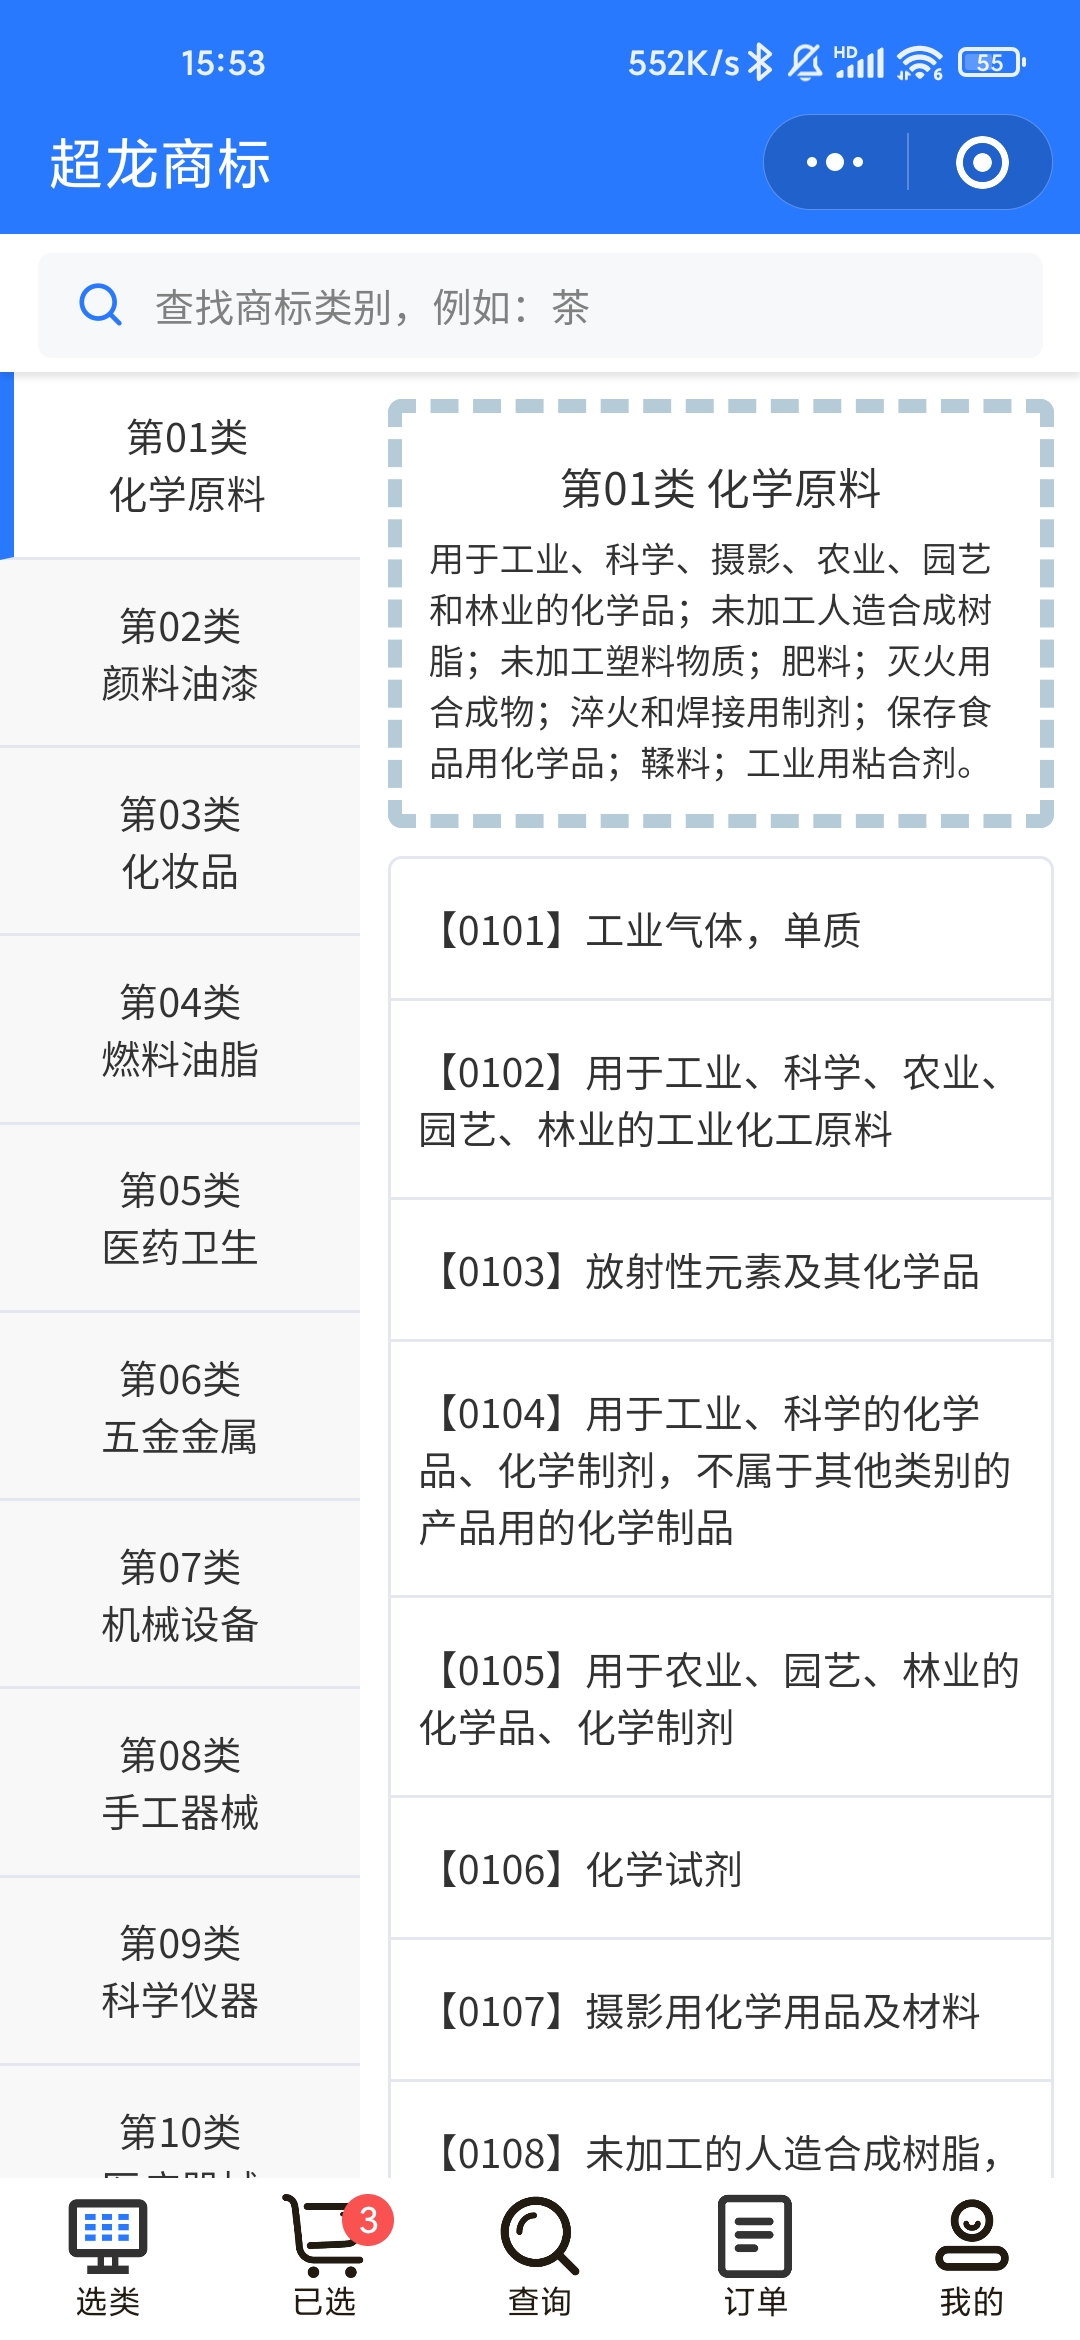 15:53
552K/s
HD
6
55
超龙商标
查找商标类别，例如：茶
第01类
化学原料
第02类
颜料油漆
第03类
化妆品
第04类
燃料油脂
第05类
医药卫生
第06类
五金金属
第07类
机械设备
第08类
手工器械
第09类
科学仪器
第10类
第01类 化学原料
用于工业、科学、摄影、农业、园艺
和林业的化学品；未加工人造合成树
脂；未加工塑料物质；肥料；灭火用
合成物；淬火和焊接用制剂；保存食
品用化学品；鞣料；工业用粘合剂。
【0101】工业气体，单质
【0102】用于工业、科学、农业、
园艺、林业的工业化工原料
【0103】放射性元素及其化学品
【0104】用于工业、科学的化学
品、化学制剂，不属于其他类别的
产品用的化学制品
【0105】用于农业、园艺、林业的
化学品、化学制剂
【0106】化学试剂
【0107】摄影用化学用品及材料
【0108】未加工的人造合成树脂，
选类
3
已选
查询
订单
我的